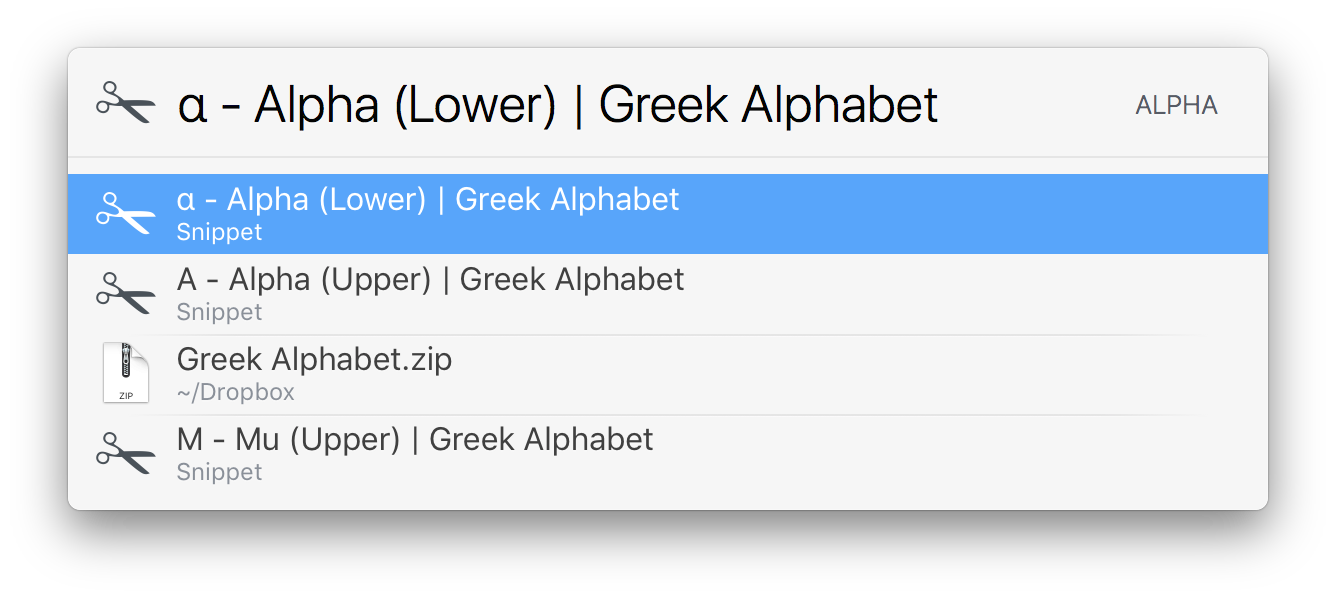 α - Alpha (Lower) | Greek Alphabet
ALPHA
α - Alpha (Lower) | Greek Alphabet
Snippet
Α - Alpha (Upper) | Greek Alphabet
Snippet
ZIP
Greek Alphabet.zip
~/Dropbox
Μ - Mu (Upper) | Greek Alphabet
Snippet